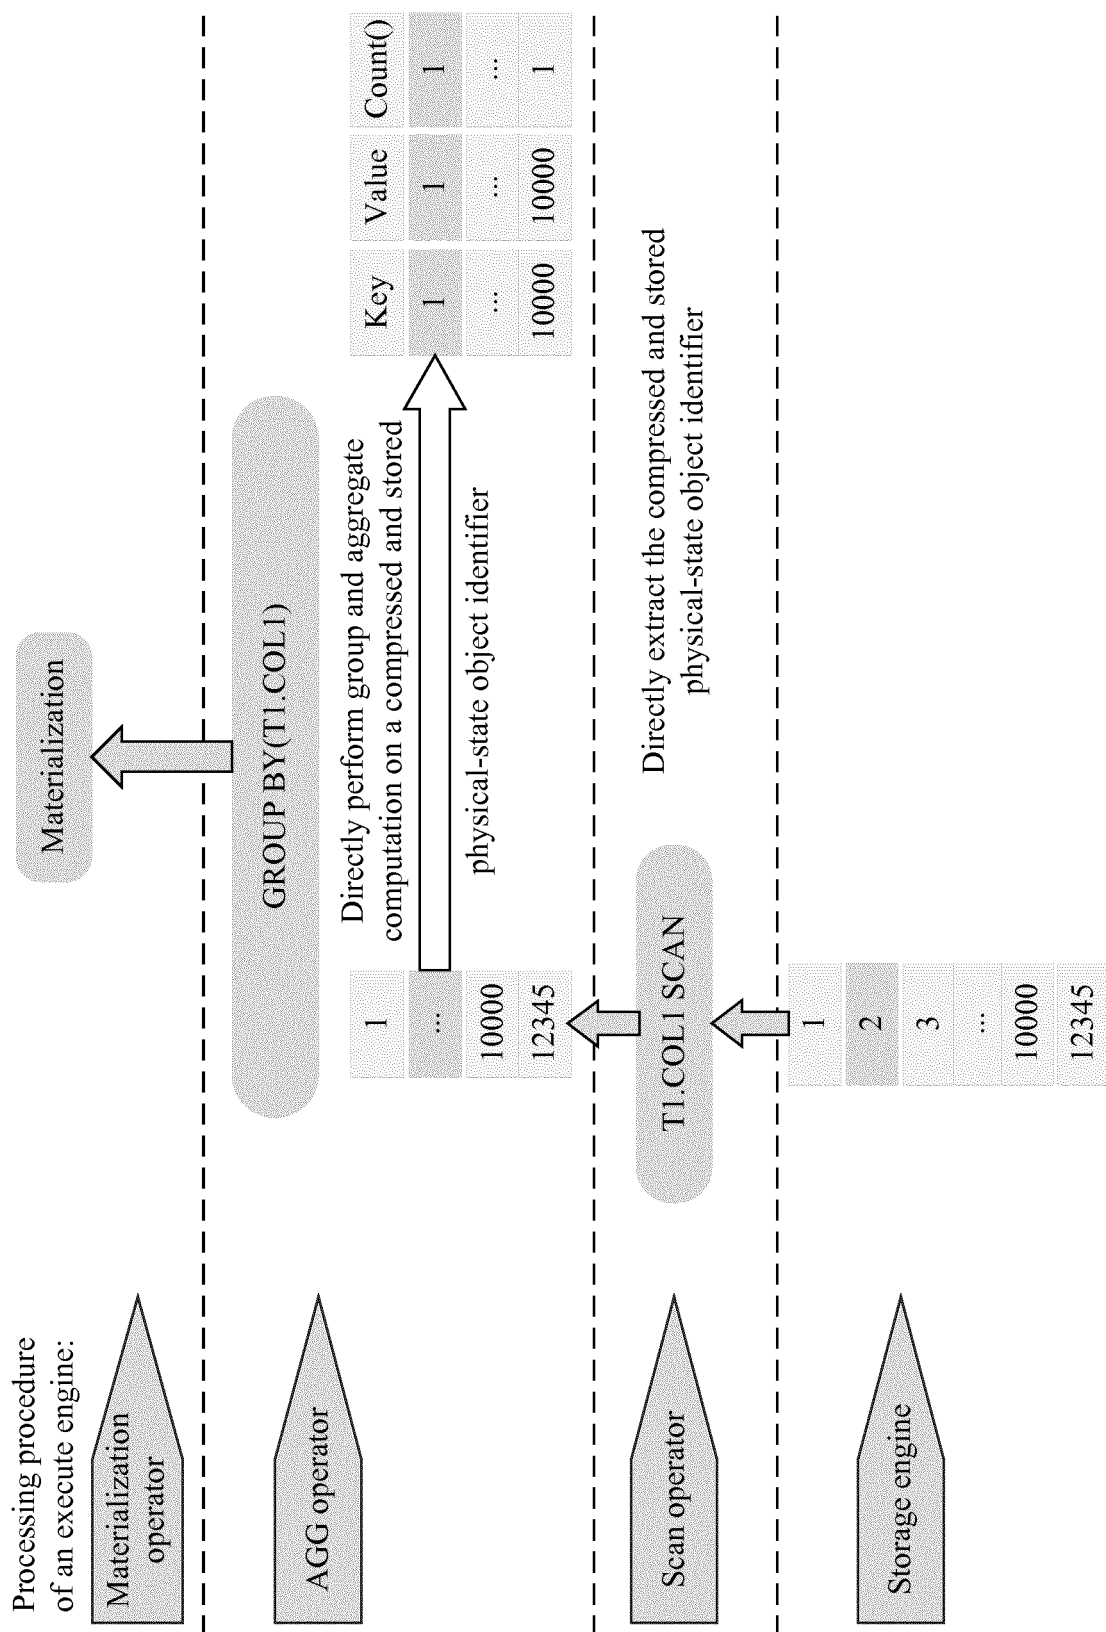 Processing procedure
of an execute engine:
Materialization
operator
Materialization
AGG operator
GROUP BY(T1.COL1)
1
...
10000
12345
Directly perform group and aggregate
computation on a compressed and stored
physical-state object identifier
Key Value Count()
1 1 1
... ... ...
10000 10000 1
Scan operator
T1.COL1 SCAN
Directly extract the compressed and stored
physical-state object identifier
Storage engine
1
2
3
...
10000
12345